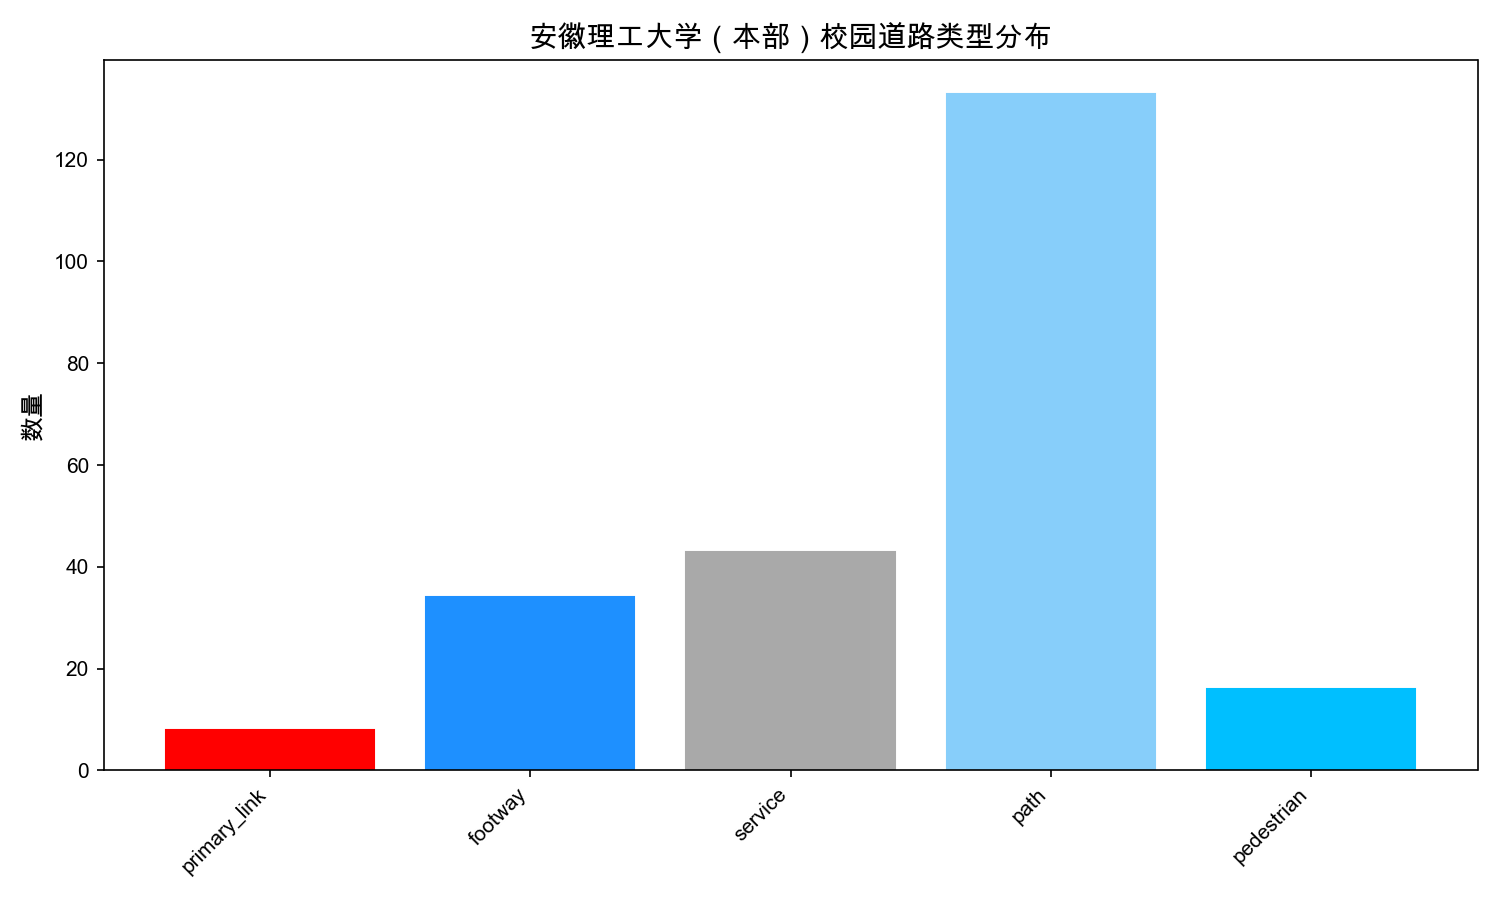 安徽理工大学（本部）校园道路类型分布
数量
120
100
80
60
40
20
0
primary_link
footway
service
path
pedestrian